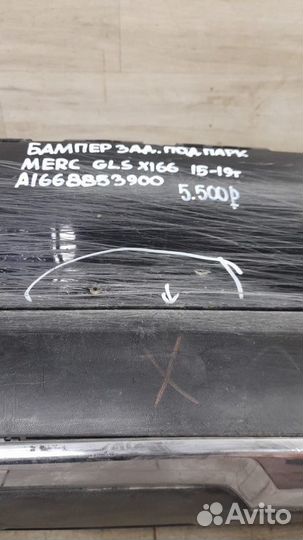 БАМПЕР ЗАД. ПОД ПАРК
MERC GLS X166 15-19г
A1668853900
5.500₽
X
Avito